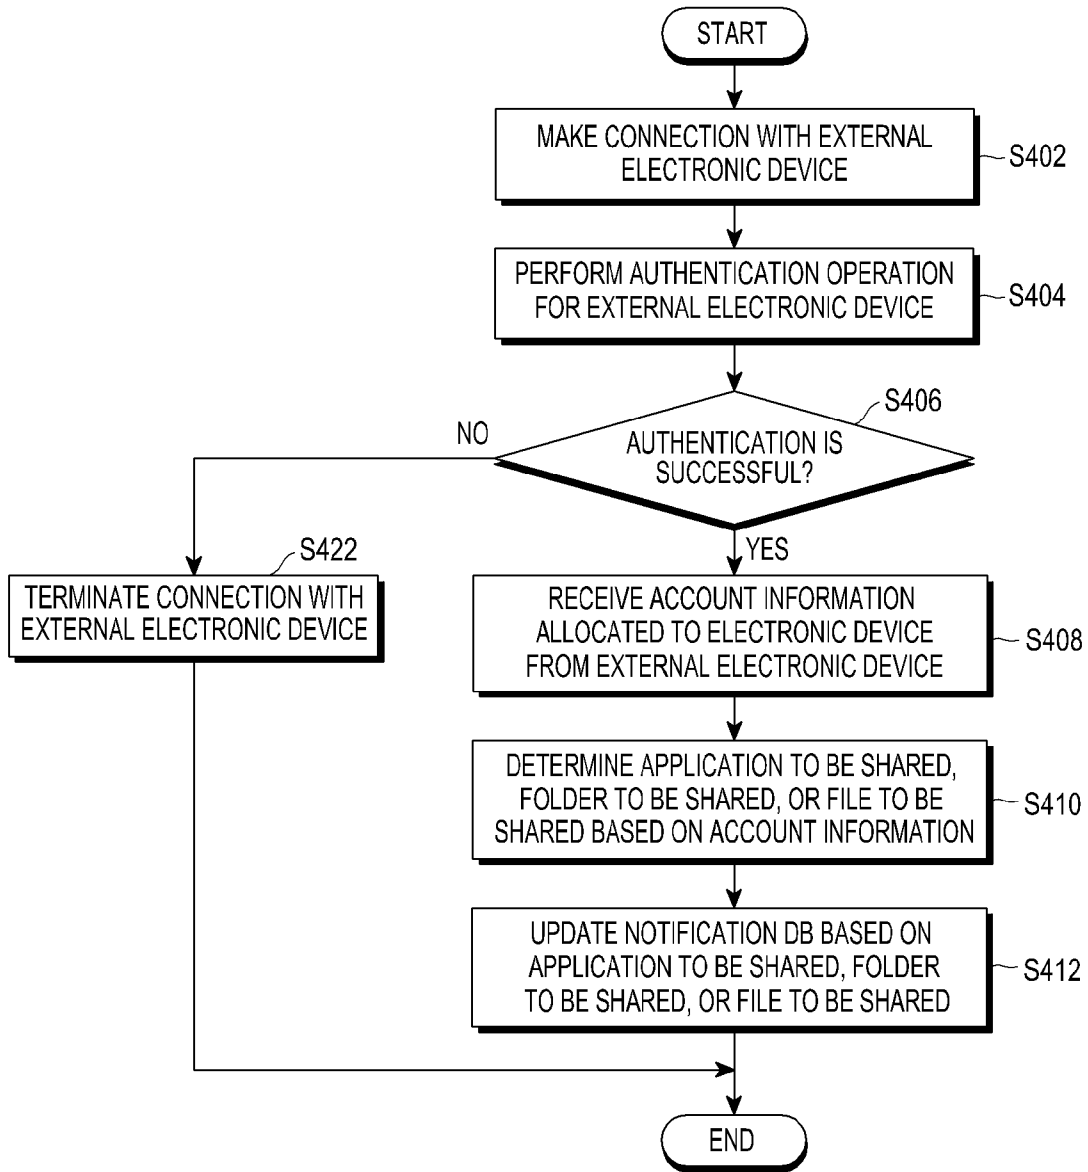 START
MAKE CONNECTION WITH EXTERNAL
ELECTRONIC DEVICE
S402
PERFORM AUTHENTICATION OPERATION
FOR EXTERNAL ELECTRONIC DEVICE
S404
S406
AUTHENTICATION IS
SUCCESSFUL?
NO
YES
S422
TERMINATE CONNECTION WITH
EXTERNAL ELECTRONIC DEVICE
RECEIVE ACCOUNT INFORMATION
ALLOCATED TO ELECTRONIC DEVICE
FROM EXTERNAL ELECTRONIC DEVICE
S408
DETERMINE APPLICATION TO BE SHARED,
FOLDER TO BE SHARED, OR FILE TO BE
SHARED BASED ON ACCOUNT INFORMATION
S410
UPDATE NOTIFICATION DB BASED ON
APPLICATION TO BE SHARED, FOLDER
TO BE SHARED, OR FILE TO BE SHARED
S412
END